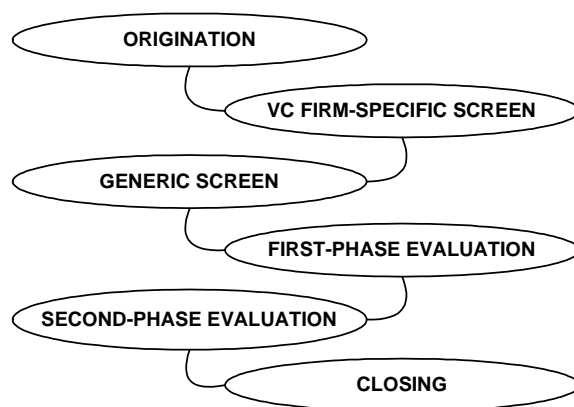 ORIGINATION
VC FIRM-SPECIFIC SCREEN
GENERIC SCREEN
FIRST-PHASE EVALUATION
SECOND-PHASE EVALUATION
CLOSING